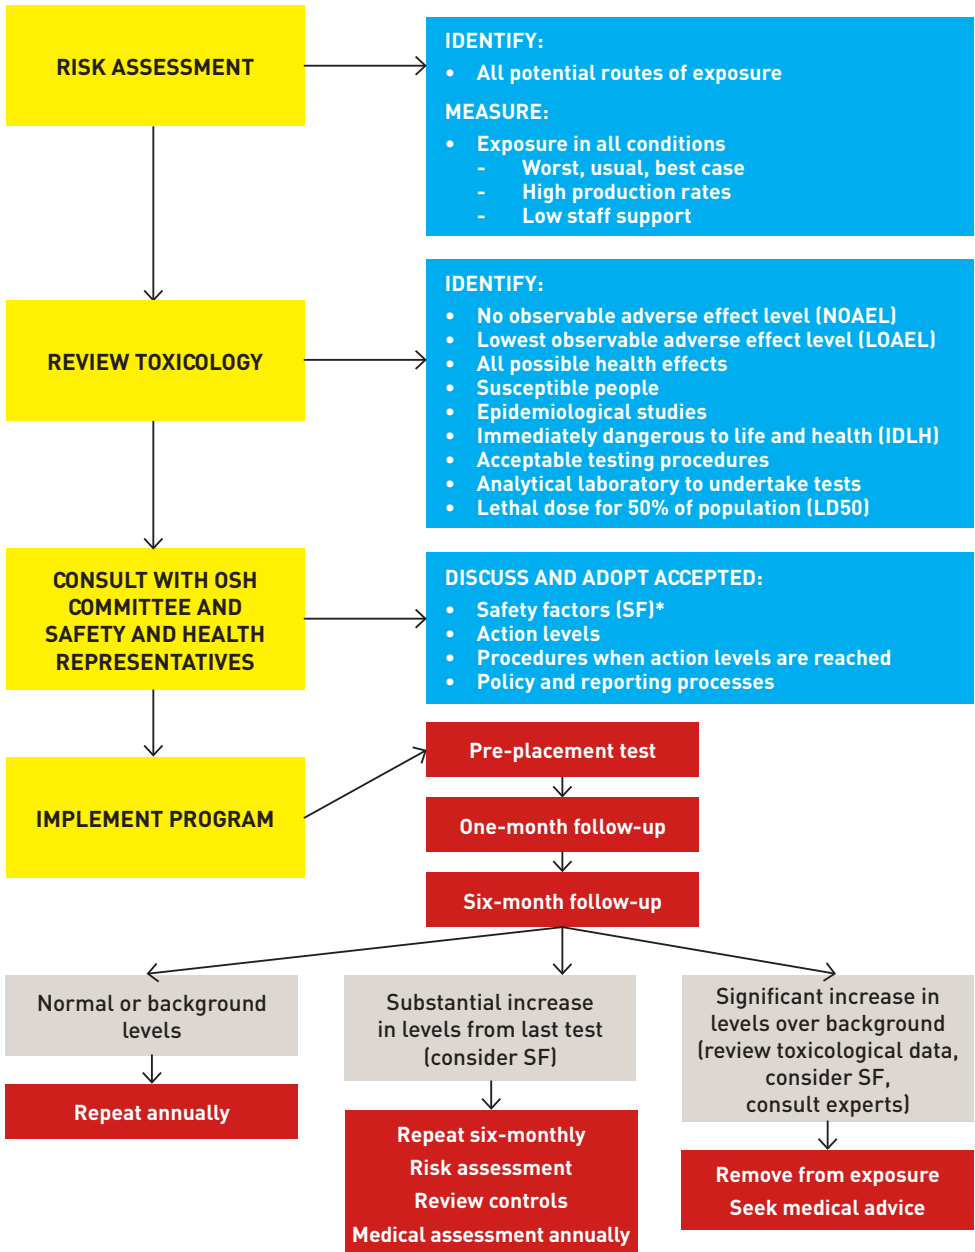 RISK ASSESSMENT
IDENTIFY:
• All potential routes of exposure
MEASURE:
• Exposure in all conditions
- Worst, usual, best case
- High production rates
- Low staff support
REVIEW TOXICOLOGY
IDENTIFY:
• No observable adverse effect level (NOAEL)
• Lowest observable adverse effect level (LOAEL)
• All possible health effects
• Susceptible people
• Epidemiological studies
• Immediately dangerous to life and health (IDLH)
• Acceptable testing procedures
• Analytical laboratory to undertake tests
• Lethal dose for 50% of population (LD50)
CONSULT WITH OSH
COMMITTEE AND
SAFETY AND HEALTH
REPRESENTATIVES
DISCUSS AND ADOPT ACCEPTED:
• Safety factors (SF)*
• Action levels
• Procedures when action levels are reached
• Policy and reporting processes
IMPLEMENT PROGRAM
Pre-placement test
One-month follow-up
Six-month follow-up
Normal or background
levels
Repeat annually
Substantial increase
in levels from last test
(consider SF)
Repeat six-monthly
Risk assessment
Review controls
Medical assessment annually
Significant increase in
levels over background
(review toxicological data,
consider SF,
consult experts)
Remove from exposure
Seek medical advice